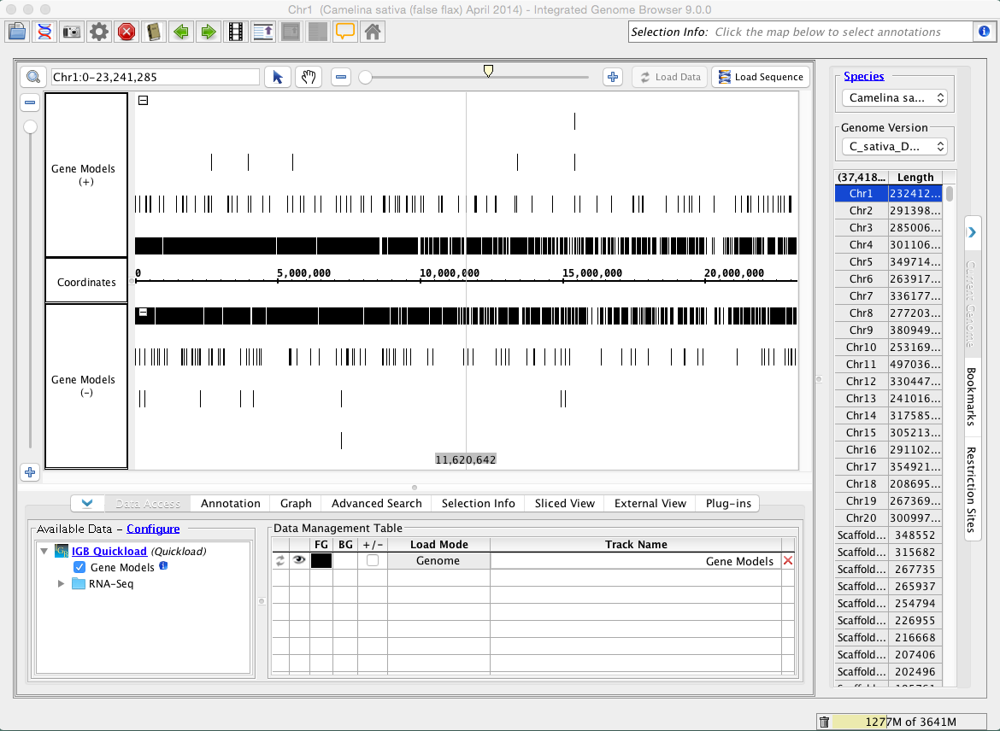 Chr1 (Camelina sativa (false flax) April 2014) - Integrated Genome Browser 9.0.0
Selection Info: Click the map below to select annotations
Chr1:0-23,241,285
Load Data
Load Sequence
Gene Models
(+)
Coordinates
0 5,000,000 10,000,000 15,000,000 20,000,000
Gene Models
(-)
11,620,642
Species
Camelina sa...
Genome Version
C_sativa_D...
(37,418... Length
Chr1 232412...
Chr2 291398...
Chr3 285006...
Chr4 301106...
Chr5 349714...
Chr6 263917...
Chr7 336177...
Chr8 277203...
Chr9 380949...
Chr10 253169...
Chr11 497036...
Chr12 330447...
Chr13 241016...
Chr14 317585...
Chr15 305213...
Chr16 291102...
Chr17 354921...
Chr18 208695...
Chr19 267369...
Chr20 300997...
Scaffold... 348552
Scaffold... 315682
Scaffold... 267735
Scaffold... 265937
Scaffold... 254794
Scaffold... 226955
Scaffold... 216668
Scaffold... 207406
Scaffold... 202496
Current Genome
Bookmarks
Restriction Sites
Data Access Annotation Graph Advanced Search Selection Info Sliced View External View Plug-ins
Available Data - Configure
IGB Quickload (Quickload)
Gene Models
RNA-Seq
Data Management Table
FG BG +/- Load Mode Track Name
Genome Gene Models
1277M of 3641M